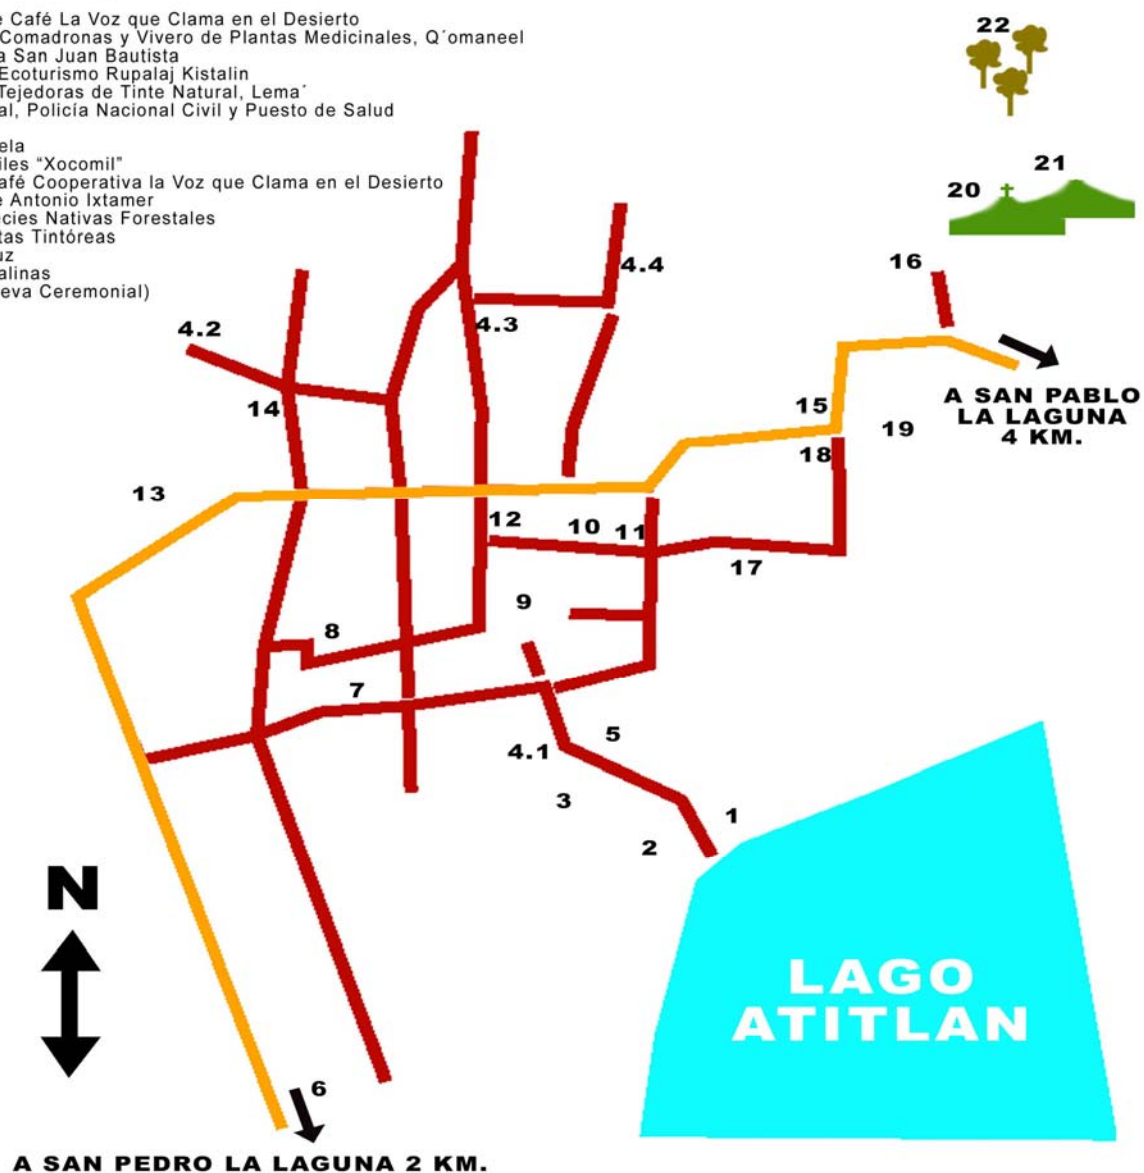 e Café La Voz que Clama en el Desierto
Comadronas y Vivero de Plantas Medicinales, Q´omaneel
a San Juan Bautista
Ecoturismo Rupalaj Kistalin
Tejedoras de Tinte Natural, Lema´
al, Policía Nacional Civil y Puesto de Salud
ela
iles “Xocomil”
afé Cooperativa la Voz que Clama en el Desierto
e Antonio Ixtamer
ecies Nativas Forestales
tas Tintóreas
uz
alinas
ueva Ceremonial)
22
21
20
16
4.4
4.3
4.2
14
15
A SAN PABLO
LA LAGUNA
4 KM.
19
18
13
12
10
11
17
9
8
7
5
4.1
3
1
2
N
LAGO
ATITLAN
6
A SAN PEDRO LA LAGUNA 2 KM.